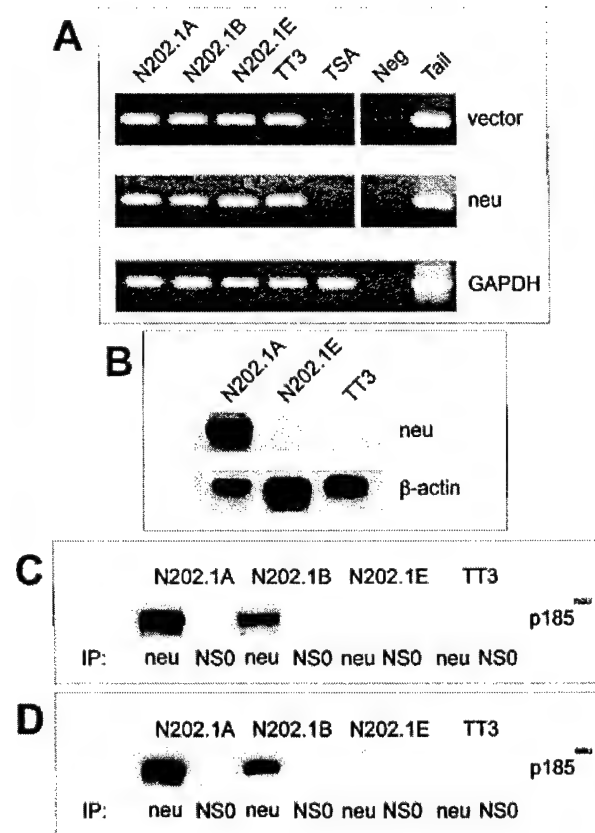 A
N202.1A N202.1B N202.1E TT3 TSA Neg Tail
vector
neu
GAPDH
B
N202.1A N202.1E TT3
neu
β-actin
C
N202.1A N202.1B N202.1E TT3
p185neu
IP: neu NS0 neu NS0 neu NS0 neu NS0
D
N202.1A N202.1B N202.1E TT3
p185neu
IP: neu NS0 neu NS0 neu NS0 neu NS0